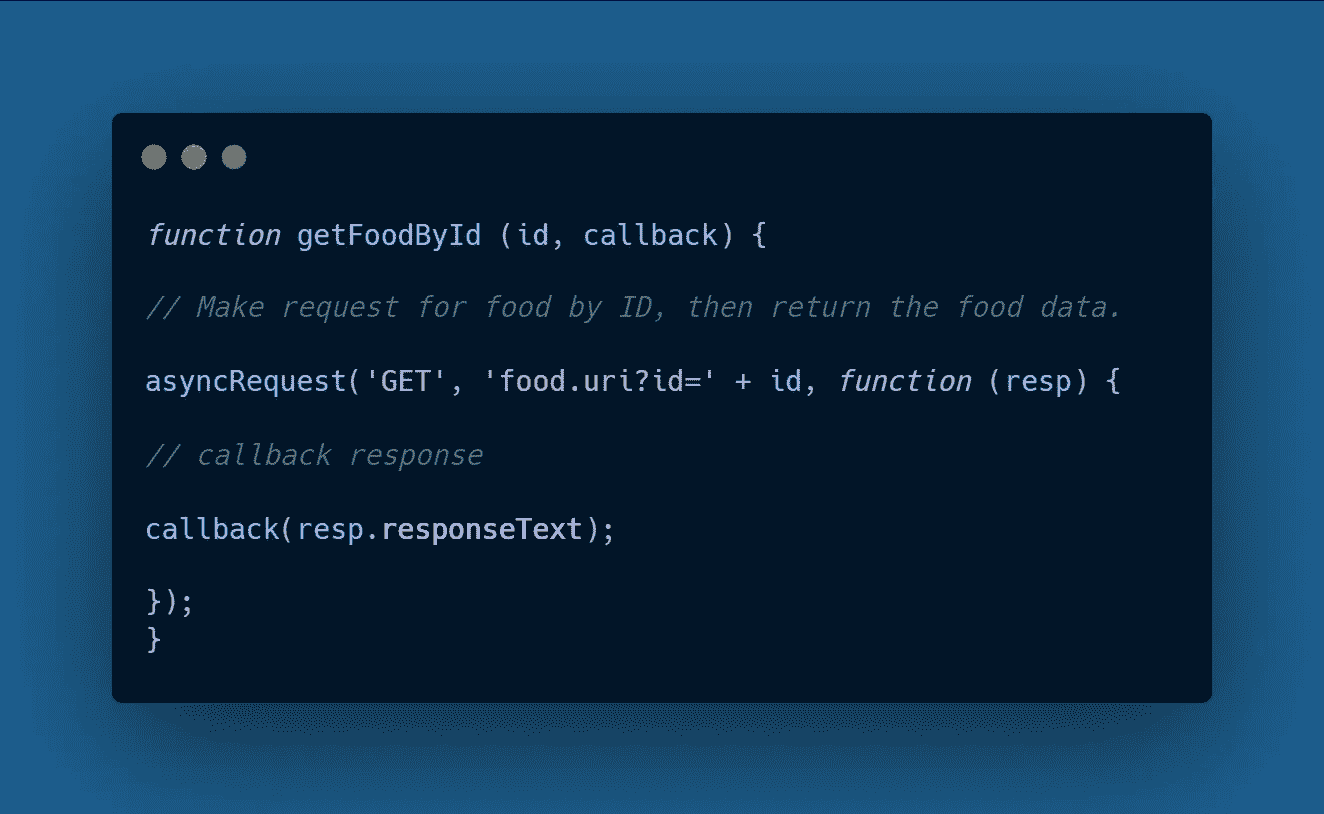 function getFoodById (id, callback) {
// Make request for food by ID, then return the food data.
asyncRequest('GET', 'food.uri?id=' + id, function (resp) {
// callback response
callback(resp.responseText);
});
}